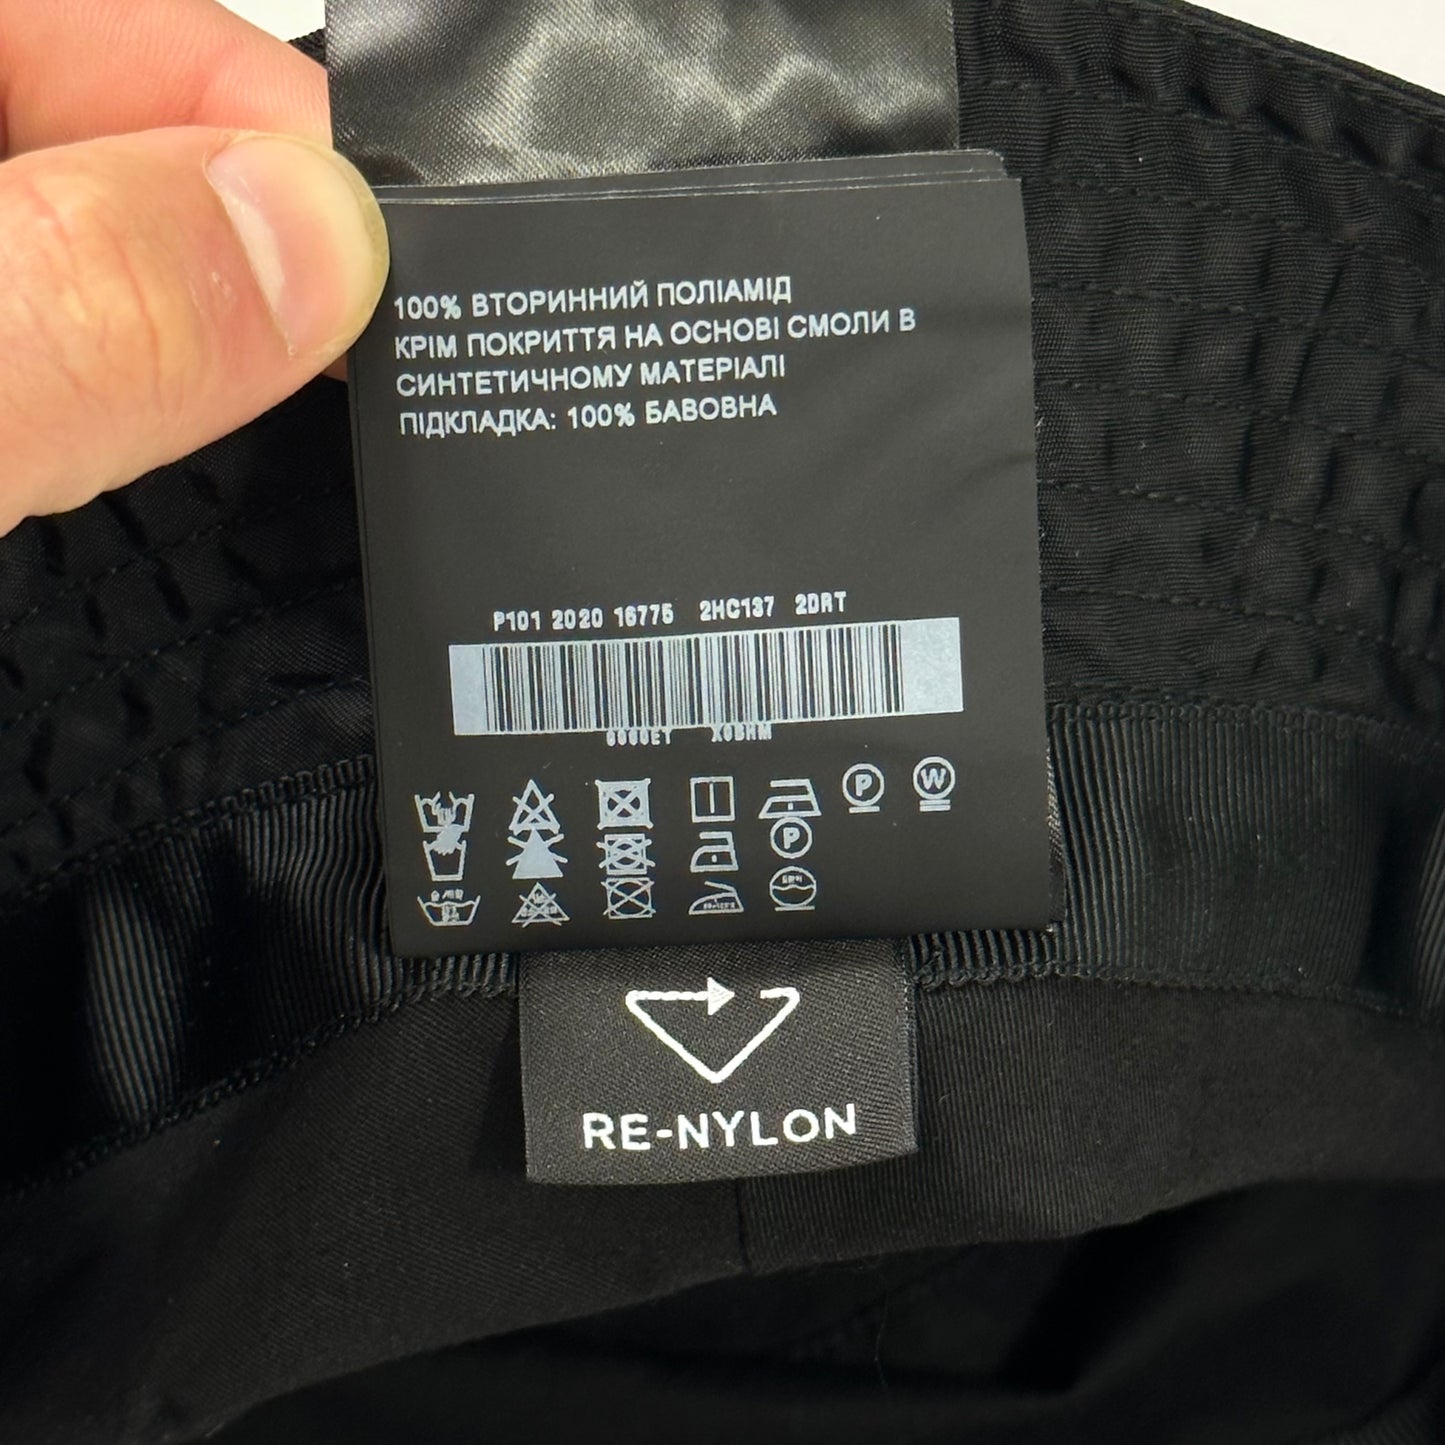 100% ВТОРИННИЙ ПОЛІАМІД
КРІМ ПОКРИТТЯ НА ОСНОВІ СМОЛИ В
СИНТЕТИЧНОМУ МАТЕРІАЛІ
ПІДКЛАДКА: 100% БАВОВНА
P101 2020 16775 2HC137 2DRT
P W
P
RE-NYLON